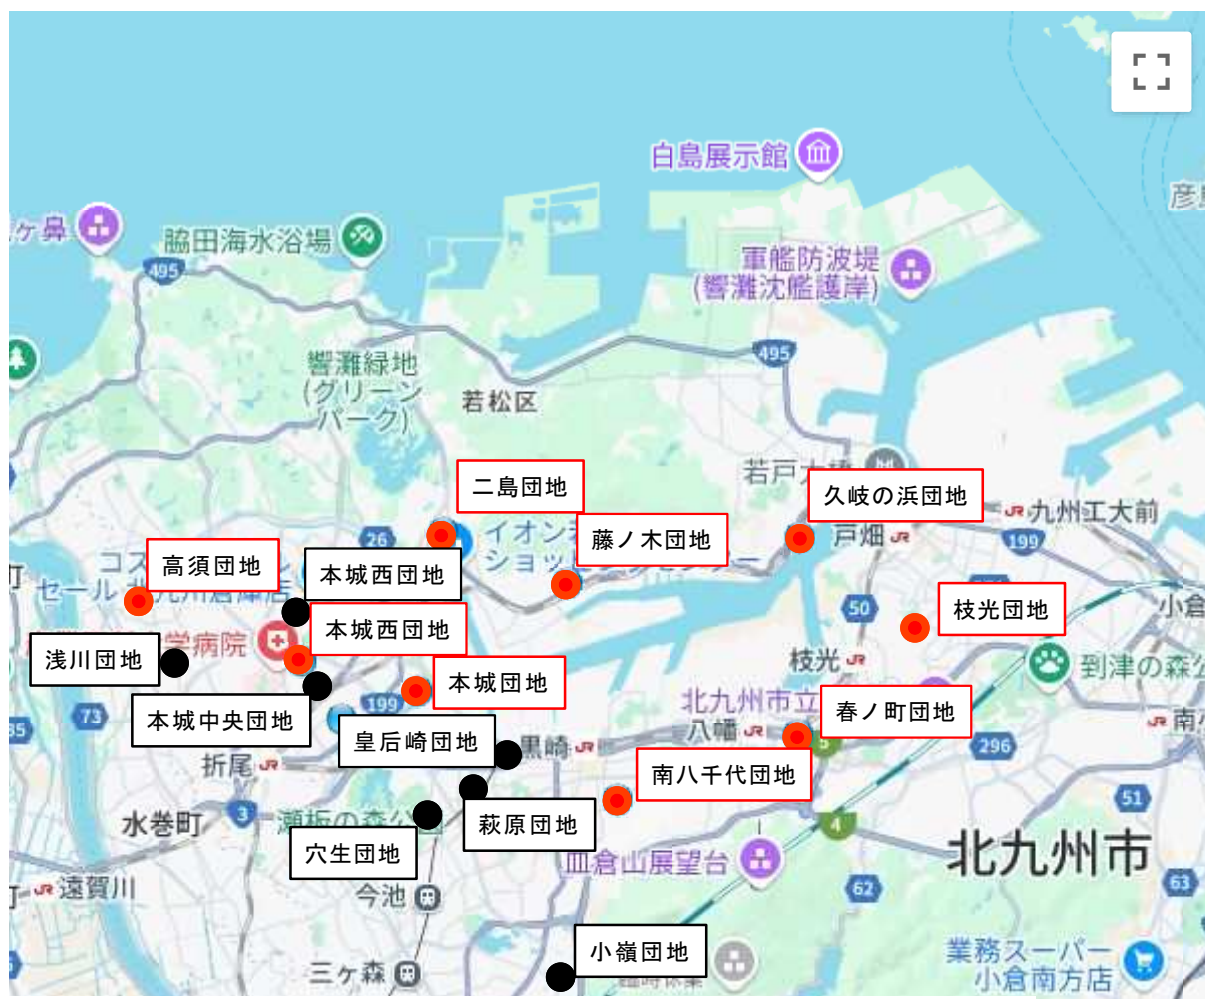 白島展示館
脇田海水浴場
495
軍艦防波堤
(響灘沈艦護岸)
響灘緑地
(グリーン
パーク)
若松区
495
二島団地
久岐の浜団地
九州工大前
藤ノ木団地
戸畑
199
26
高須団地
本城西団地
枝光団地
50
小倉
本城西団地
浅川団地
枝光
到津の森公
本城団地
73
本城中央団地
199
北九州市立
春ノ町団地
八幡
皇后崎団地
黒崎
296
折尾
南八千代団地
5
水巻町
3
萩原団地
穴生団地
4
51
北九州市
皿倉山展望台
遠賀川
今池
62
63
小嶺団地
三ヶ森
業務スーパー
小倉南方店